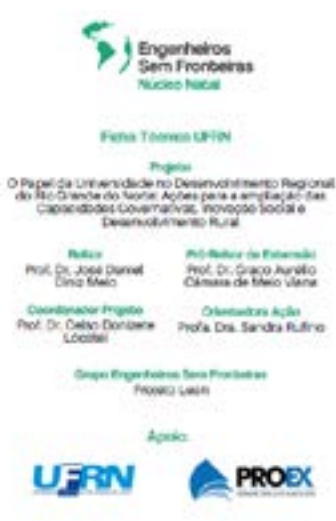 Engenheiros
Sem Fronteiras
Núcleo Natal
Ficha Técnica UFRN
Projeto
O Papel da Universidade no Desenvolvimento Regional
do Rio Grande do Norte: Ações para a ampliação das
Capacidades Governativas, Inovação Social e
Desenvolvimento Rural
Reitor
Prof. Dr. José Daniel
Diniz Melo
Pró-Reitor de Extensão
Prof. Dr. Graco Aurélio
Câmara de Melo Viana
Coordenador Projeto
Prof. Dr. Celso Donizete
Locatel
Orientadora Ação
Profa. Dra. Sandra Rufino
Grupo Engenheiros Sem Fronteiras
Projeto
Apoio:
UFRN
PROEX